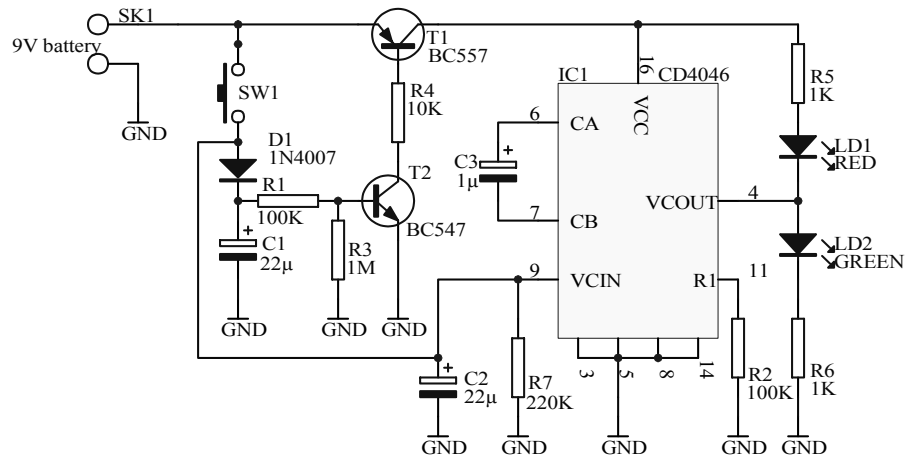 SK1
9V battery
GND
SW1
D1
1N4007
R1
100K
C1
22µ
GND
R3
1M
GND
T1
BC557
R4
10K
T2
BC547
GND
IC1
CD4046
16
VCC
6
CA
C3
1µ
7
CB
VCOUT
4
9
VCIN
R1
11
3
5
8
14
GND
C2
22µ
GND
R7
220K
GND
R2
100K
GND
R5
1K
LD1
RED
LD2
GREEN
R6
1K
GND